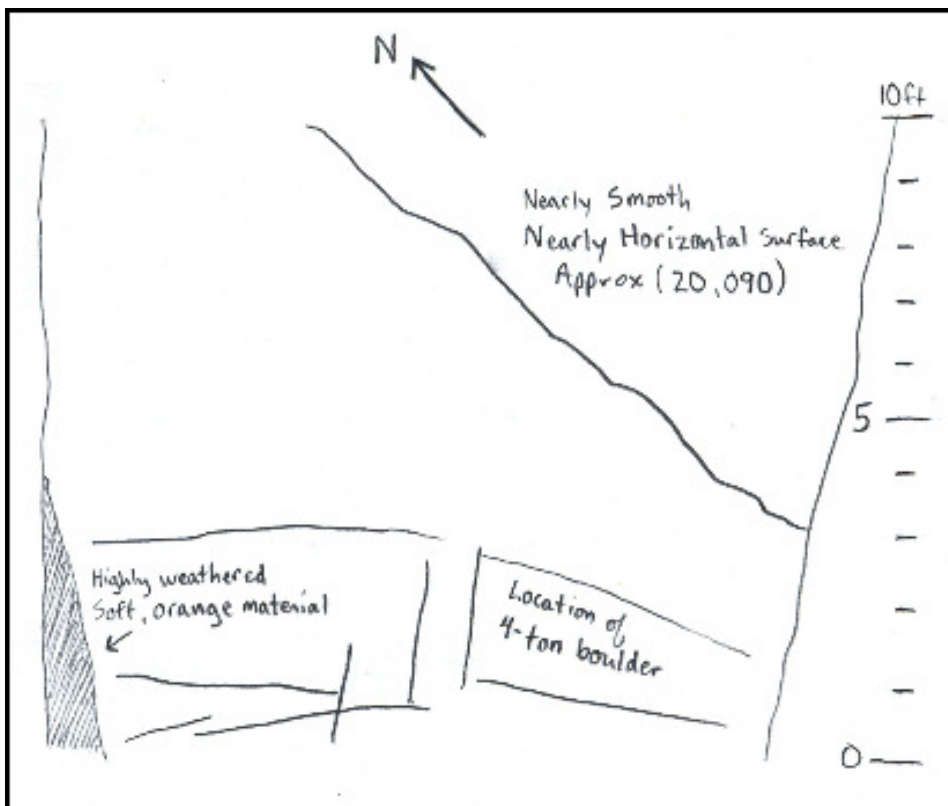 N
10ft
Nearly Smooth
Nearly Horizontal Surface
Approx (20,090)
5
Highly weathered
Soft, orange material
Location of
4-ton boulder
0